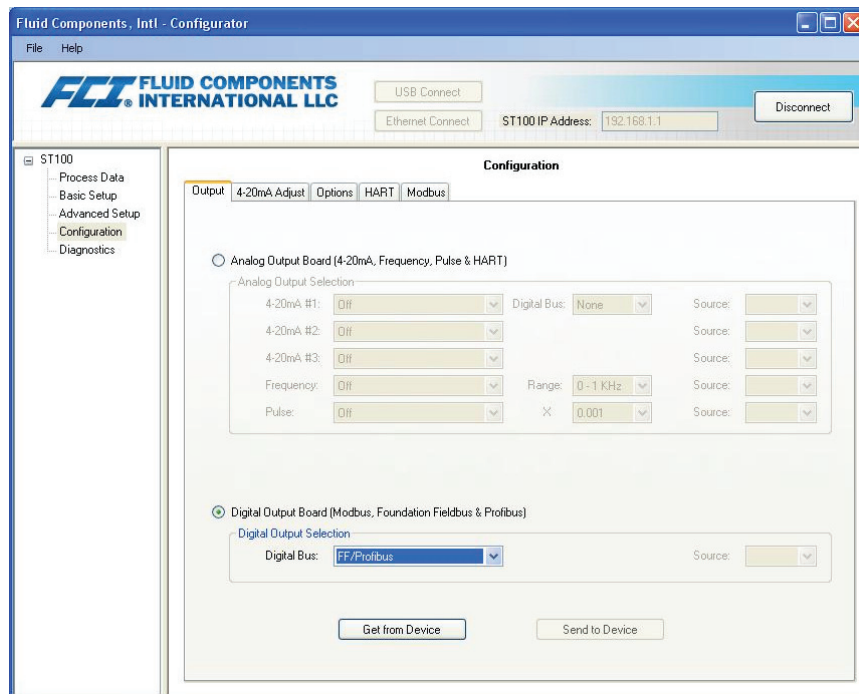 Fluid Components, Intl - Configurator
File Help
FCI ® FLUID COMPONENTS
INTERNATIONAL LLC
USB Connect
Ethernet Connect
ST100 IP Address: 192.168.1.1
Disconnect
ST100
Process Data
Basic Setup
Advanced Setup
Configuration
Diagnostics
Configuration
Output 4-20mA Adjust Options HART Modbus
Analog Output Board (4-20mA, Frequency, Pulse & HART)
Analog Output Selection
4-20mA #1: Off Digital Bus: None Source:
4-20mA #2: Off Source:
4-20mA #3: Off Source:
Frequency: Off Range: 0 - 1 KHz Source:
Pulse: Off X 0.001 Source:
Digital Output Board (Modbus, Foundation Fieldbus & Profibus)
Digital Output Selection
Digital Bus: FF/Profibus Source:
Get from Device Send to Device